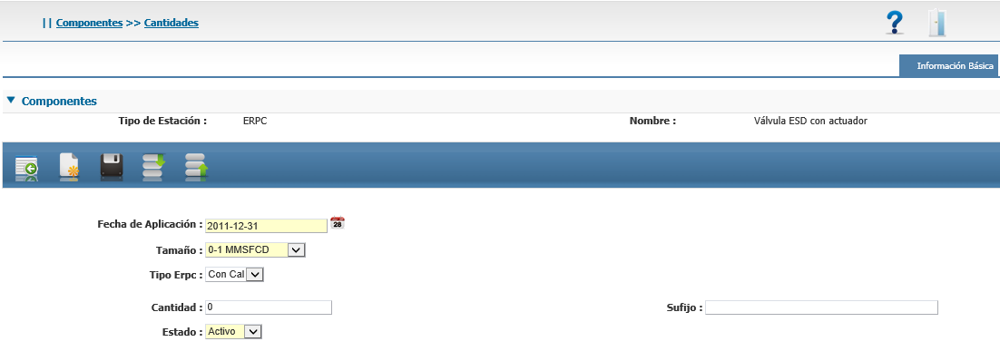 || Componentes >> Cantidades
Información Básica
Componentes
Tipo de Estación : ERPC Nombre : Válvula ESD con actuador
Fecha de Aplicación : 2011-12-31 28
Tamaño : 0-1 MMSFCD
Tipo Erpc : Con Cal
Cantidad : 0 Sufijo :
Estado : Activo